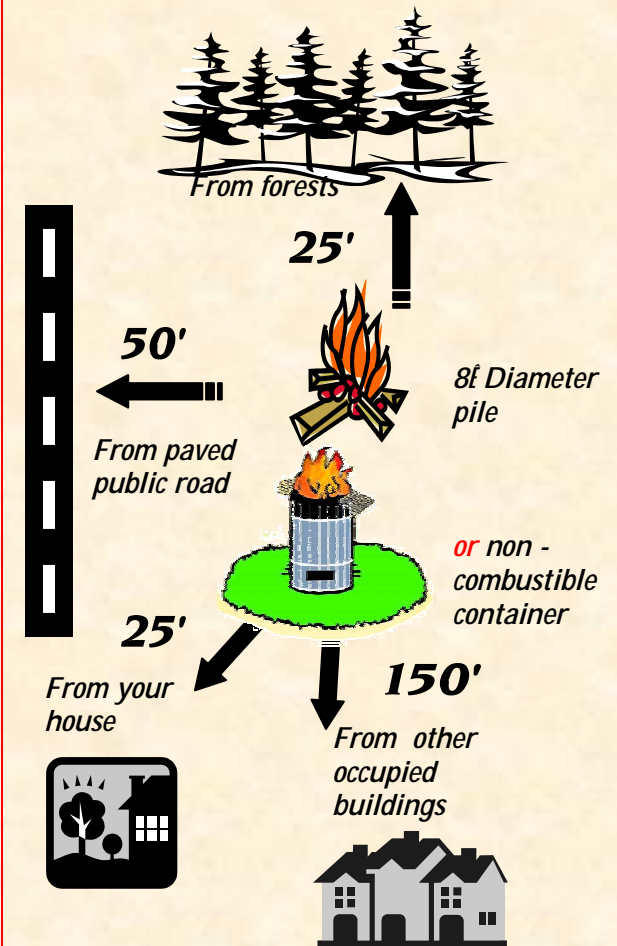 From forests
25'
50'
From paved
public road
8' Diameter
pile
or non -
combustible
container
25'
From your
house
150'
From other
occupied
buildings